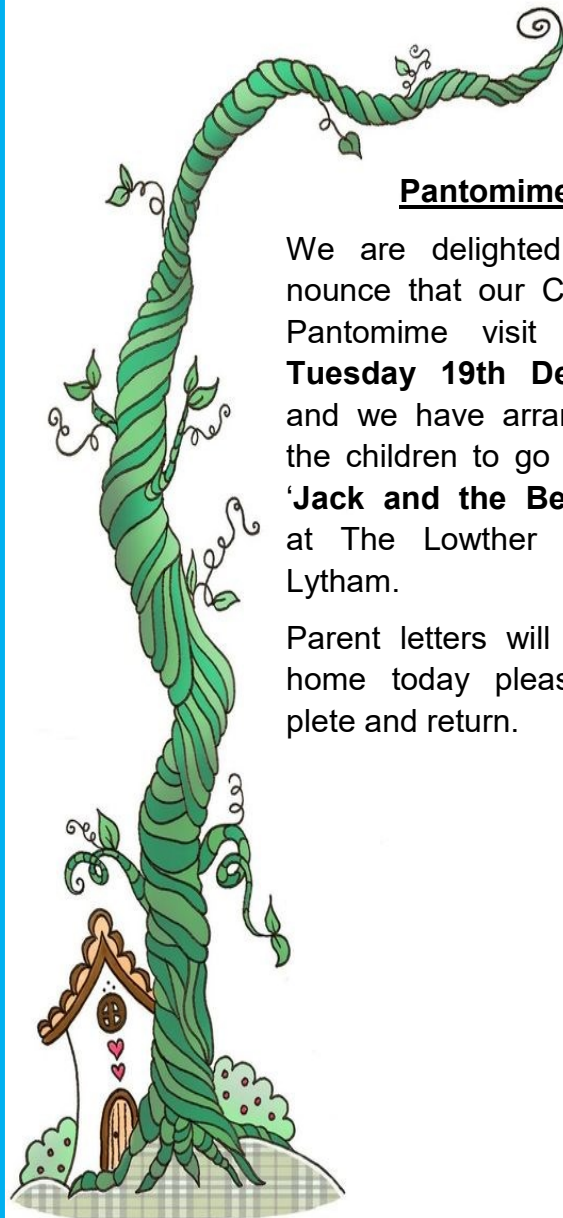 Pantomime
We are delighted
nounce that our C
Pantomime visit
Tuesday 19th De
and we have arran
the children to go
‘Jack and the Be
at The Lowther
Lytham.
Parent letters will
home today pleas
plete and return.